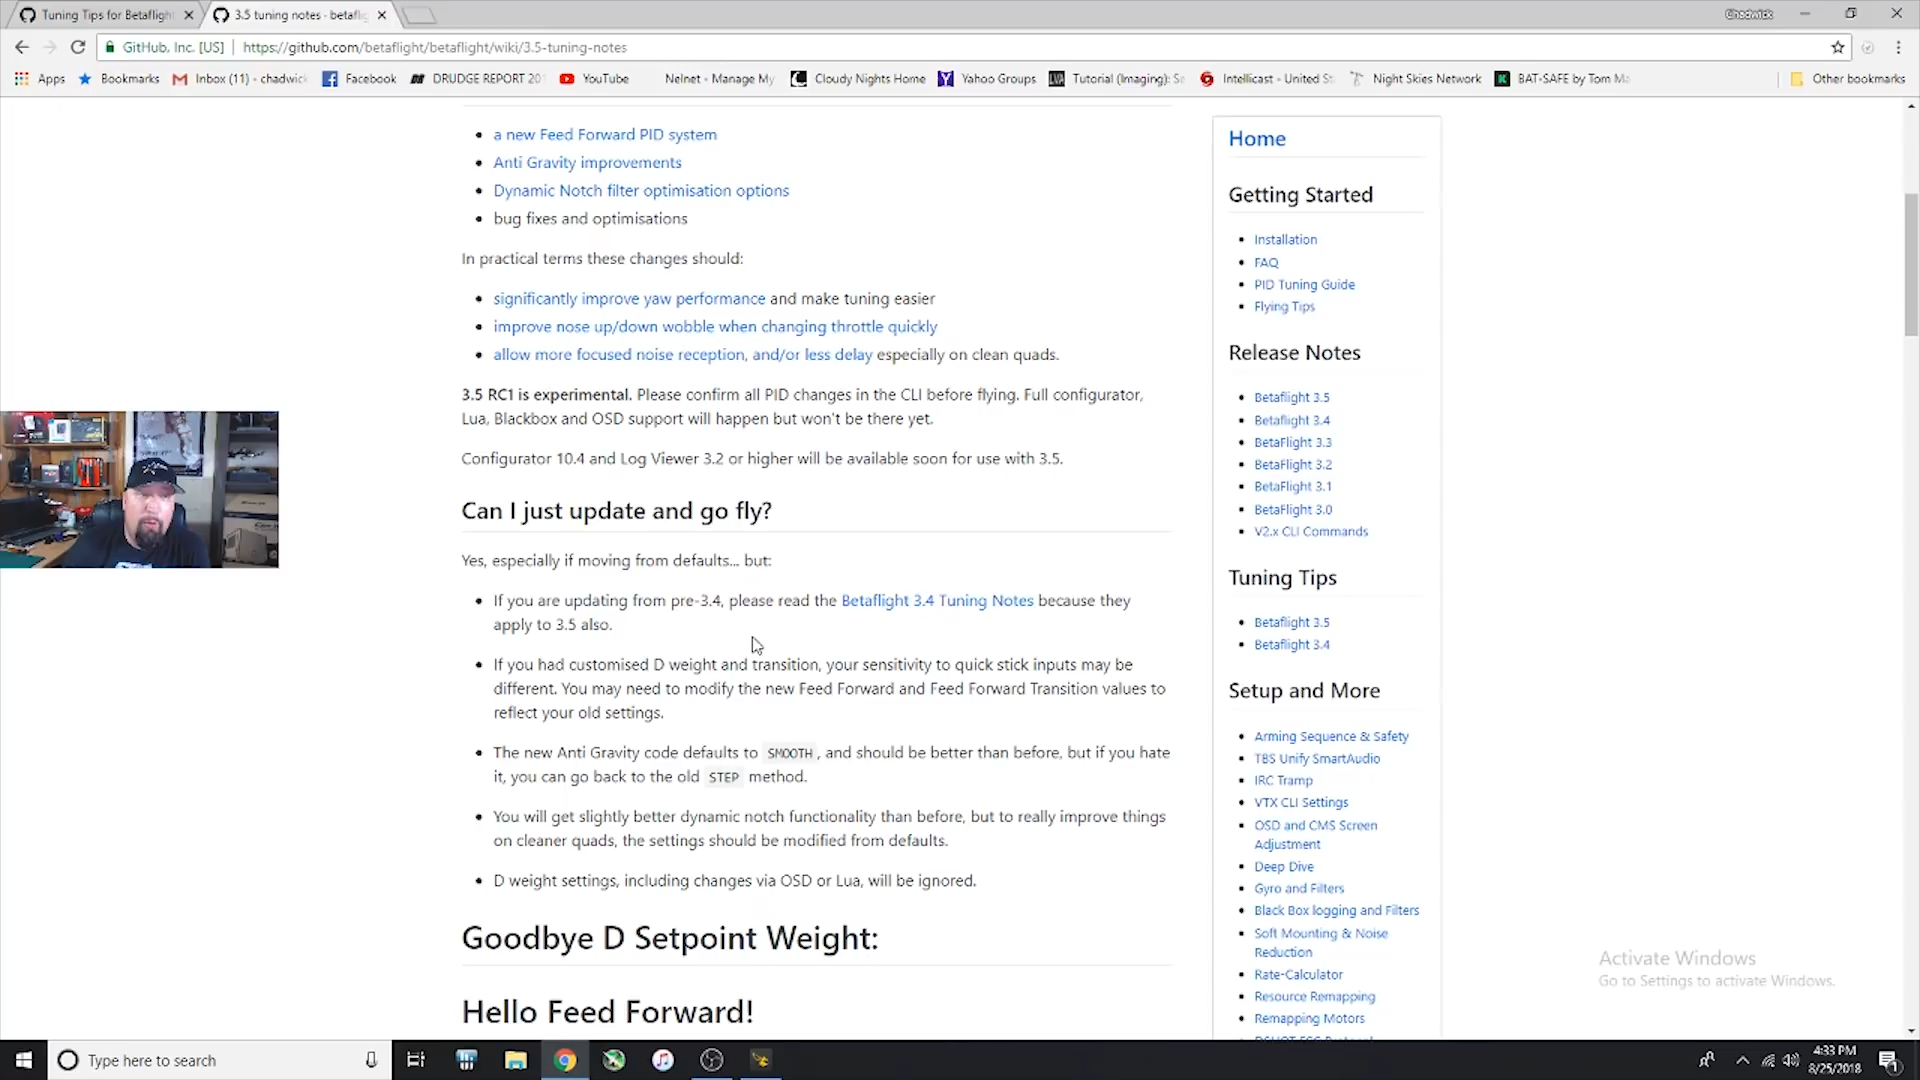 Tuning Tips for Betaflight
3.5 tuning notes - betafli
Chadwick
GitHub, Inc. [US]
https://github.com/betaflight/betaflight/wiki/3.5-tuning-notes
Apps
Bookmarks
Inbox (11) - chadwic
Facebook
DRUDGE REPORT 20
YouTube
Nelnet - Manage My
Cloudy Nights Home
Yahoo Groups
Tutorial (Imaging): S
Intellicast - United St
Night Skies Network
BAT-SAFE by Tom Ma
Other bookmarks
a new Feed Forward PID system
Anti Gravity improvements
Dynamic Notch filter optimisation options
bug fixes and optimisations
In practical terms these changes should:
significantly improve yaw performance and make tuning easier
improve nose up/down wobble when changing throttle quickly
allow more focused noise reception, and/or less delay especially on clean quads.
3.5 RC1 is experimental. Please confirm all PID changes in the CLI before flying. Full configurator,
Lua, Blackbox and OSD support will happen but won't be there yet.
Configurator 10.4 and Log Viewer 3.2 or higher will be available soon for use with 3.5.
Can I just update and go fly?
Yes, especially if moving from defaults... but:
If you are updating from pre-3.4, please read the Betaflight 3.4 Tuning Notes because they
apply to 3.5 also.
If you had customised D weight and transition, your sensitivity to quick stick inputs may be
different. You may need to modify the new Feed Forward and Feed Forward Transition values to
reflect your old settings.
The new Anti Gravity code defaults to SMOOTH, and should be better than before, but if you hate
it, you can go back to the old STEP method.
You will get slightly better dynamic notch functionality than before, but to really improve things
on cleaner quads, the settings should be modified from defaults.
D weight settings, including changes via OSD or Lua, will be ignored.
Goodbye D Setpoint Weight:
Hello Feed Forward!
Home
Getting Started
Installation
FAQ
PID Tuning Guide
Flying Tips
Release Notes
Betaflight 3.5
Betaflight 3.4
BetaFlight 3.3
BetaFlight 3.2
BetaFlight 3.1
BetaFlight 3.0
V2.x CLI Commands
Tuning Tips
Betaflight 3.5
Betaflight 3.4
Setup and More
Arming Sequence & Safety
TBS Unify SmartAudio
IRC Tramp
VTX CLI Settings
OSD and CMS Screen
Adjustment
Deep Dive
Gyro and Filters
Black Box logging and Filters
Soft Mounting & Noise
Reduction
Rate-Calculator
Resource Remapping
Remapping Motors
Activate Windows
Go to Settings to activate Windows.
Type here to search
4:33 PM
8/25/2018